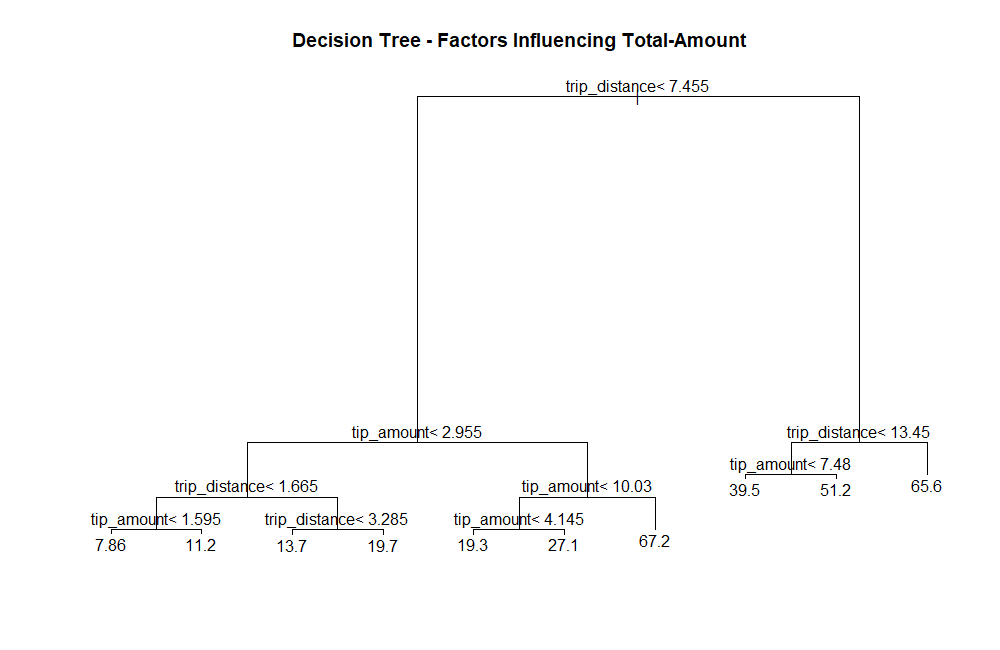 Decision Tree - Factors Influencing Total-Amount
trip_distance< 7.455
tip_amount< 2.955
trip_distance< 13.45
tip_amount< 7.48
trip_distance< 1.665
tip_amount< 10.03
39.5
51.2
65.6
tip_amount< 1.595
trip_distance< 3.285
tip_amount< 4.145
7.86
11.2
13.7
19.7
19.3
27.1
67.2